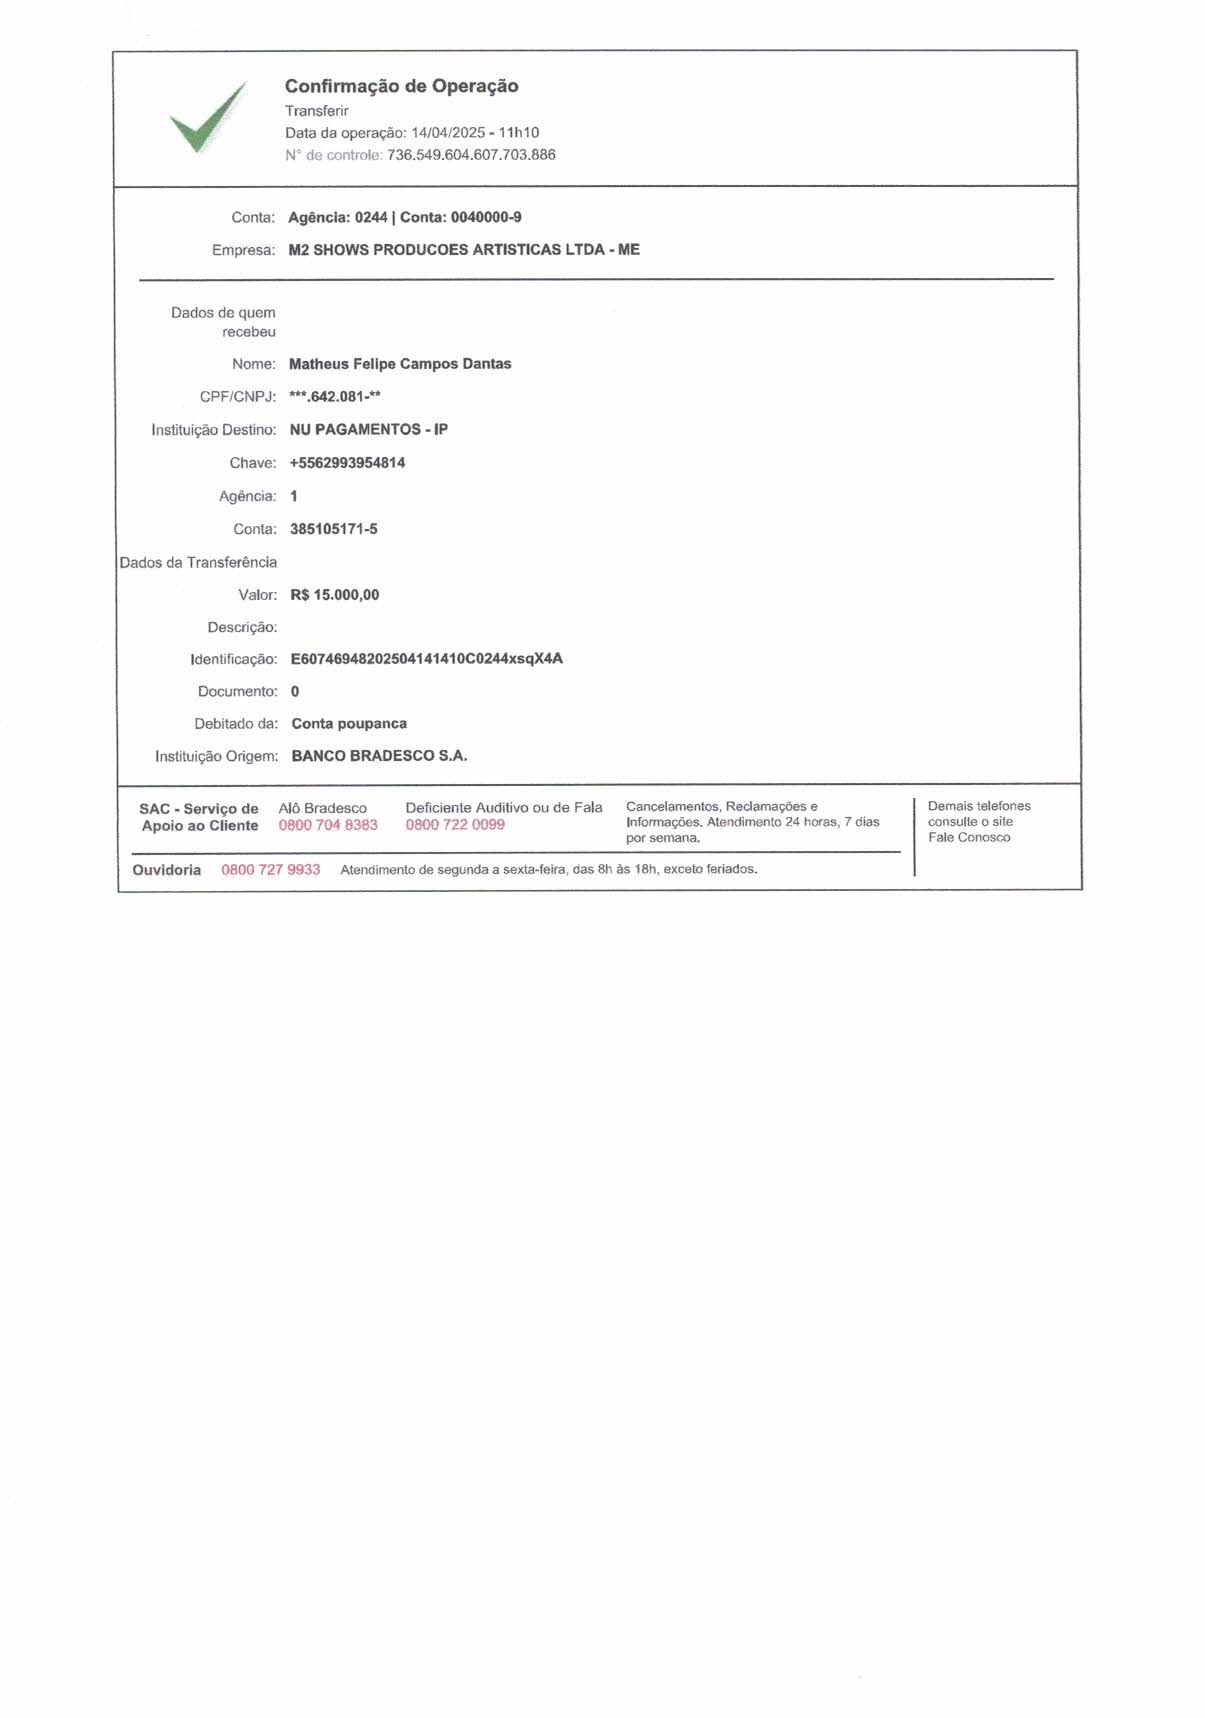 Confirmação de Operação
Transferir
Data da operação: 14/04/2025 - 11h10
N° de controle: 736.549.604.607.703.886
Conta: Agência: 0244 | Conta: 0040000-9
Empresa: M2 SHOWS PRODUCOES ARTISTICAS LTDA - ME
Dados de quem
recebeu
Nome: Matheus Felipe Campos Dantas
CPF/CNPJ: ***.642.081-**
Instituição Destino: NU PAGAMENTOS - IP
Chave: +5562993954814
Agência: 1
Conta: 385105171-5
Dados da Transferência
Valor: R$ 15.000,00
Descrição:
Identificação: E60746948202504141410C0244xsqX4A
Documento: 0
Debitado da: Conta poupanca
Instituição Origem: BANCO BRADESCO S.A.
SAC - Serviço de
Apoio ao Cliente
Alô Bradesco
0800 704 8383
Deficiente Auditivo ou de Fala
0800 722 0099
Cancelamentos, Reclamações e
Informações. Atendimento 24 horas, 7 dias
por semana.
Demais telefones
consulte o site
Fale Conosco
Ouvidoria 0800 727 9933 Atendimento de segunda a sexta-feira, das 8h às 18h, exceto feriados.